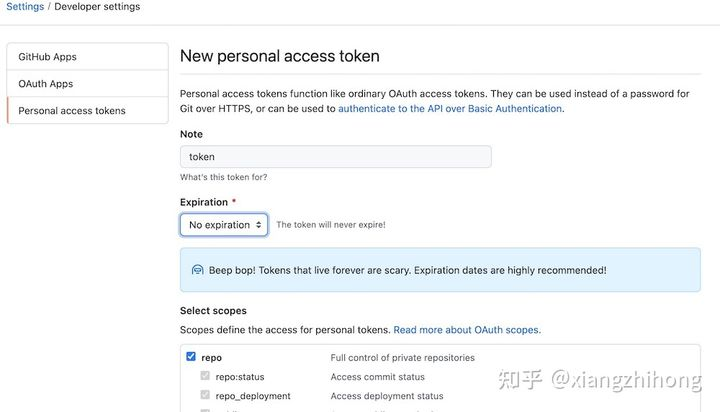 Settings / Developer settings
GitHub Apps
OAuth Apps
Personal access tokens
New personal access token
Personal access tokens function like ordinary OAuth access tokens. They can be used instead of a password for
Git over HTTPS, or can be used to authenticate to the API over Basic Authentication.
Note
token
What's this token for?
Expiration *
No expiration The token will never expire!
Beep bop! Tokens that live forever are scary. Expiration dates are highly recommended!
Select scopes
Scopes define the access for personal tokens. Read more about OAuth scopes.
repo Full control of private repositories
repo:status Access commit status
repo_deployment Access deployment status
知乎 @xiangzhihong